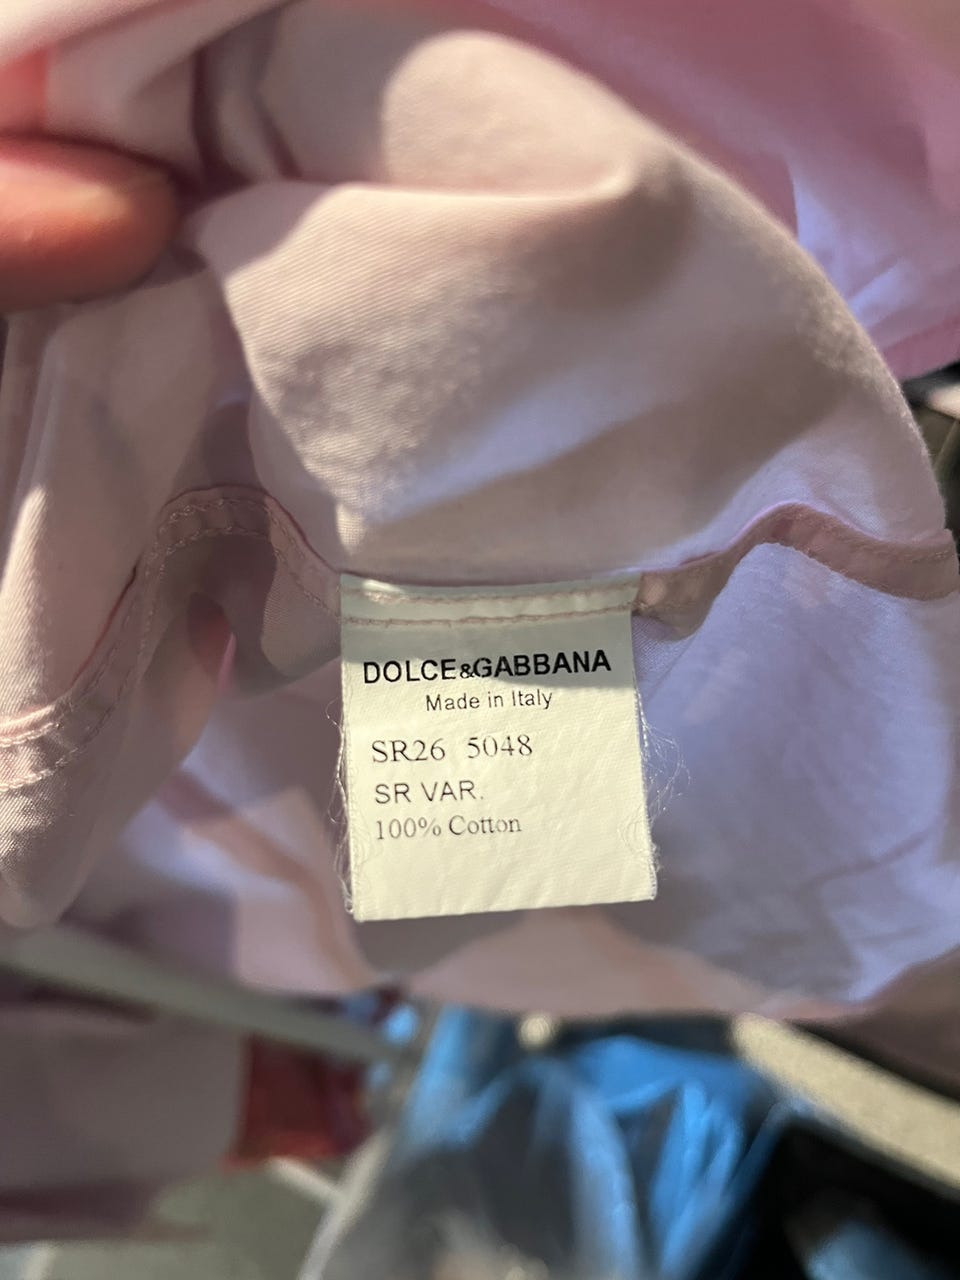 DOLCE&GABBANA
Made in Italy
SR26 5048
SR VAR.
100% Cotton